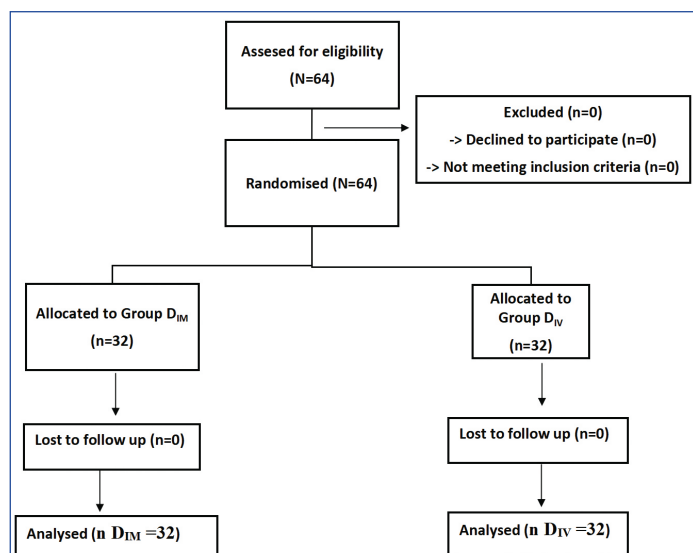 Assesed for eligibility
(N=64)
Excluded (n=0)
-> Declined to participate (n=0)
-> Not meeting inclusion criteria (n=0)
Randomised (N=64)
Allocated to Group DIM
(n=32)
Allocated to
Group DIV
(n=32)
Lost to follow up (n=0)
Lost to follow up (n=0)
Analysed (n DIM =32)
Analysed (n DIV =32)